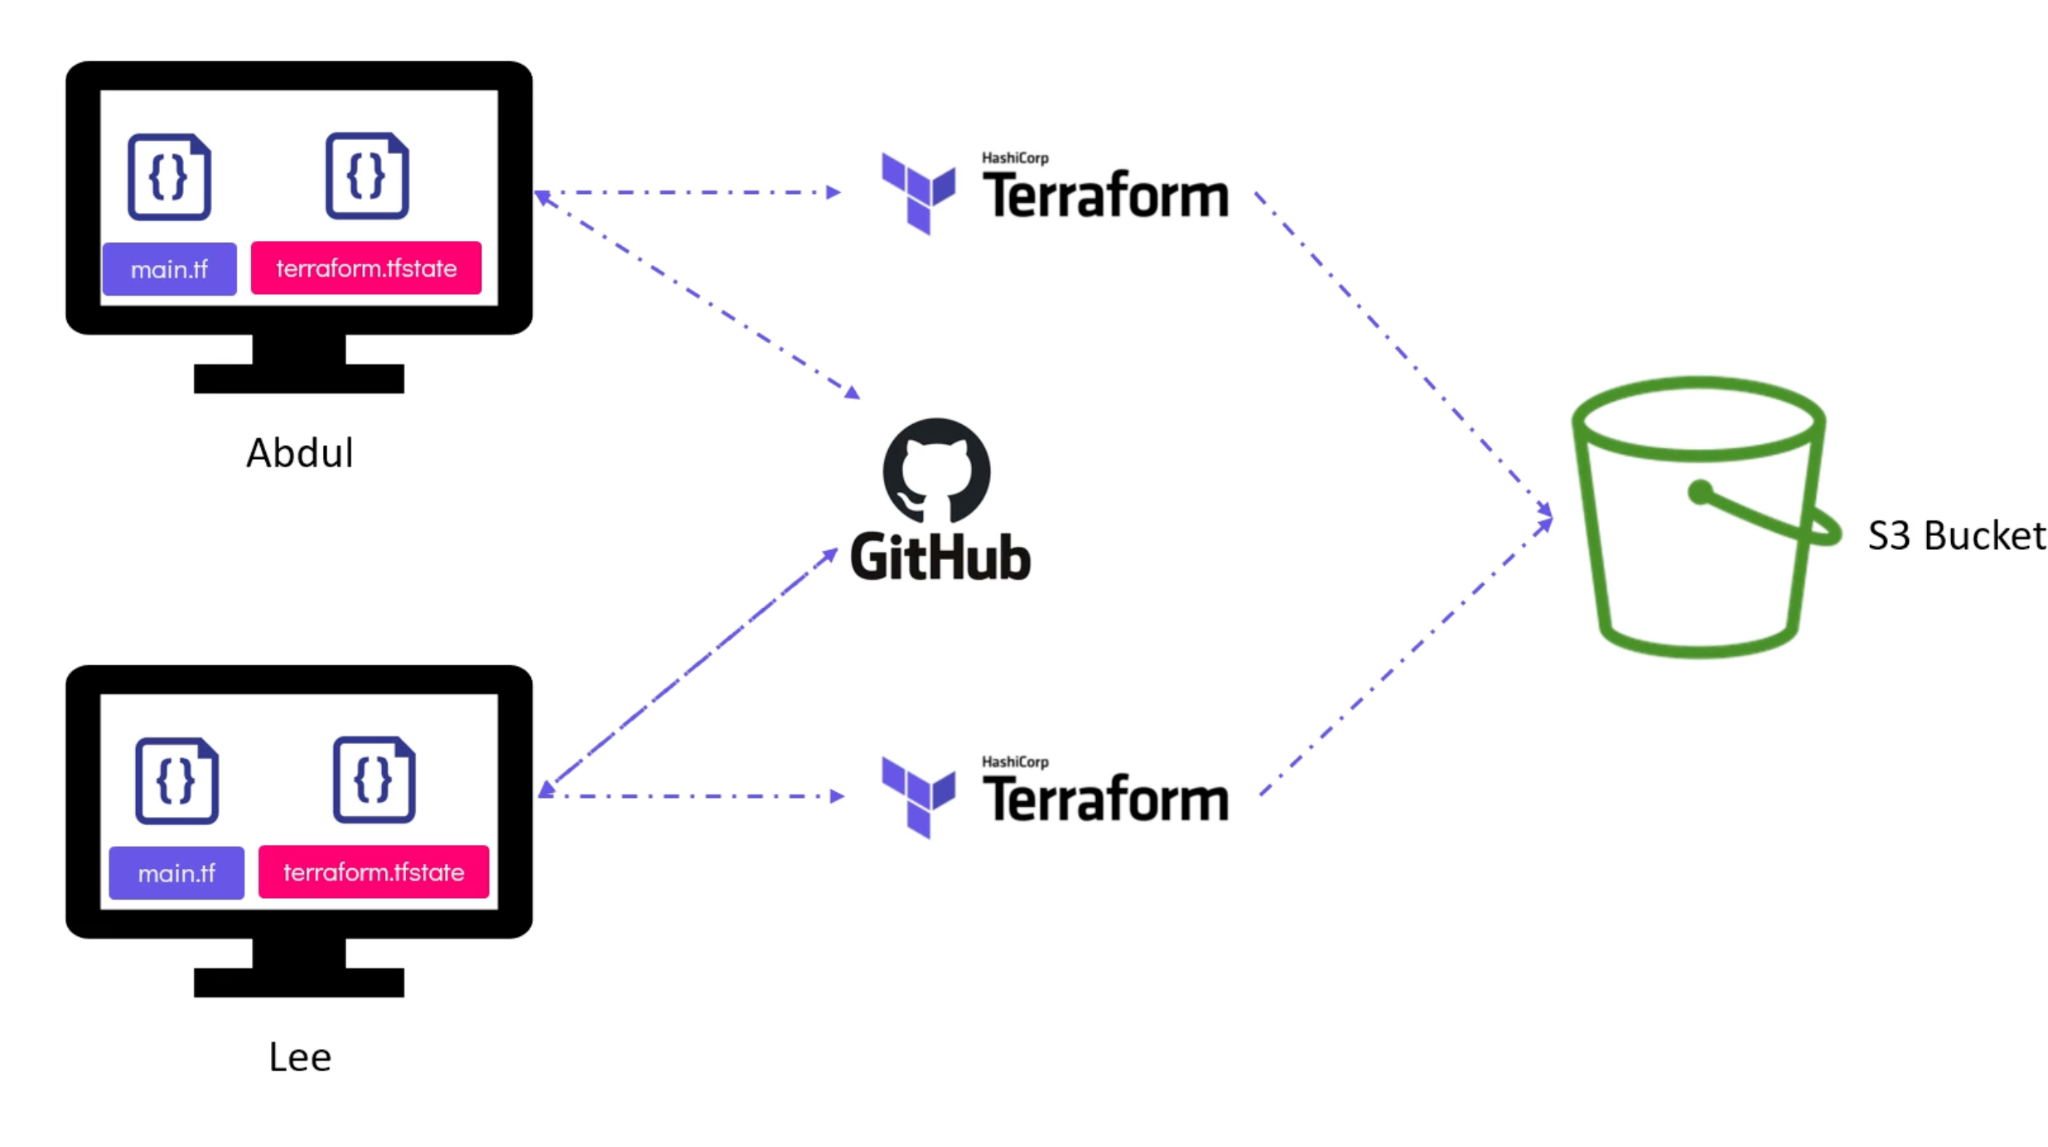 {}
{}
main.tf
terraform.tfstate
Abdul
HashiCorp
Terraform
GitHub
S3 Bucket
{}
{}
main.tf
terraform.tfstate
Lee
HashiCorp
Terraform